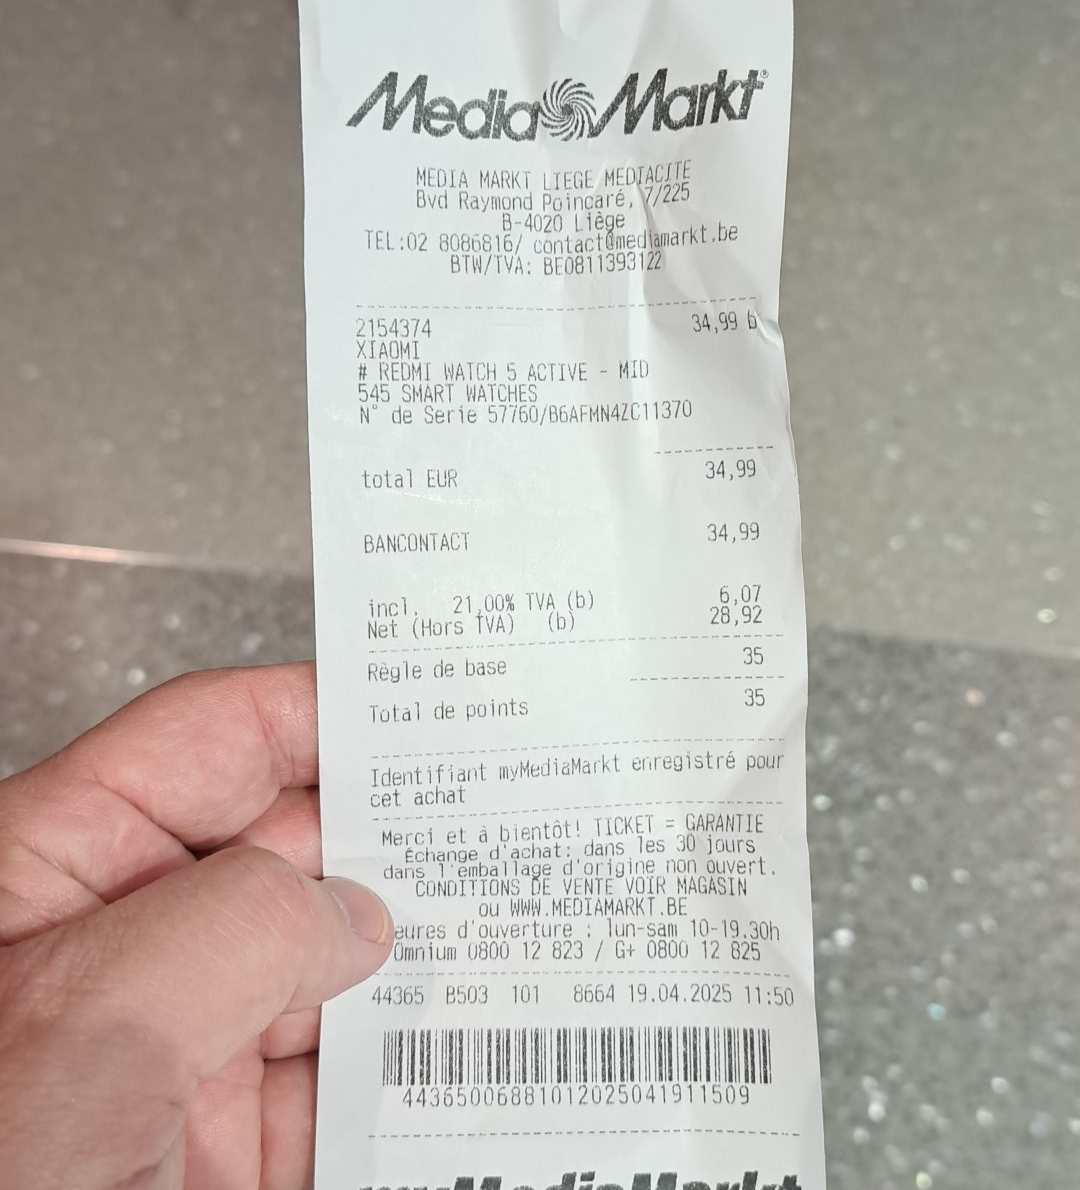 Media Markt®
MEDIA MARKT LIEGE MEDIACITE
Bvd Raymond Poincaré, 7/225
B-4020 Liège
TEL:02 8086816/ contact@mediamarkt.be
BTW/TVA: BE0811393122
2154374 34,99 b
XIAOMI
# REDMI WATCH 5 ACTIVE - MID
545 SMART WATCHES
N° de Serie 57760/B6AFMN4ZC11370
total EUR 34,99
BANCONTACT 34,99
incl. 21,00% TVA (b) 6,07
Net (Hors TVA) (b) 28,92
Règle de base 35
Total de points 35
Identifiant myMediaMarkt enregistré pour
cet achat
Merci et à bientôt! TICKET = GARANTIE
Échange d'achat: dans les 30 jours
dans l'emballage d'origine non ouvert.
CONDITIONS DE VENTE VOIR MAGASIN
ou WWW.MEDIAMARKT.BE
eures d'ouverture : lun-sam 10-19.30h
Omnium 0800 12 823 / G+ 0800 12 825
44365 B503 101 8664 19.04.2025 11:50
4436500688101202504191​1509
myMediaMarkt